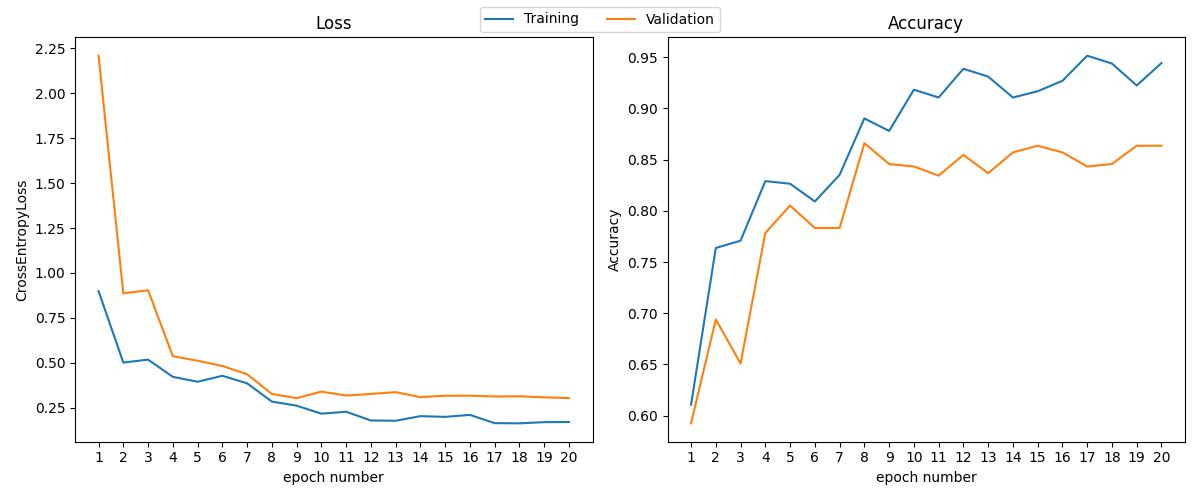 Training Validation
Loss
CrossEntropyLoss
2.25
2.00
1.75
1.50
1.25
1.00
0.75
0.50
0.25
1 2 3 4 5 6 7 8 9 10 11 12 13 14 15 16 17 18 19 20
epoch number
Accuracy
Accuracy
0.95
0.90
0.85
0.80
0.75
0.70
0.65
0.60
1 2 3 4 5 6 7 8 9 10 11 12 13 14 15 16 17 18 19 20
epoch number